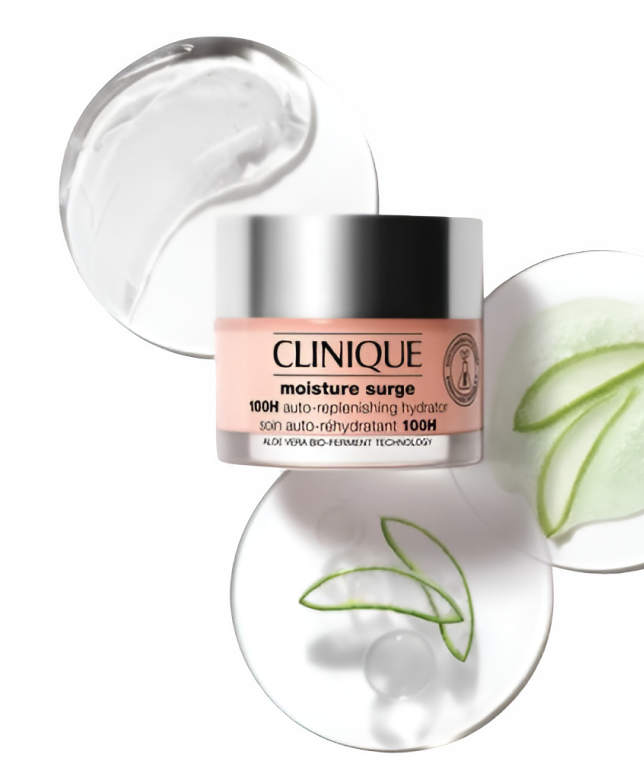 CLINIQUE
moisture surge
100H auto-replenishing hydrator
soin auto-réhydratant 100H
ALOE VERA BIO-FERMENT TECHNOLOGY